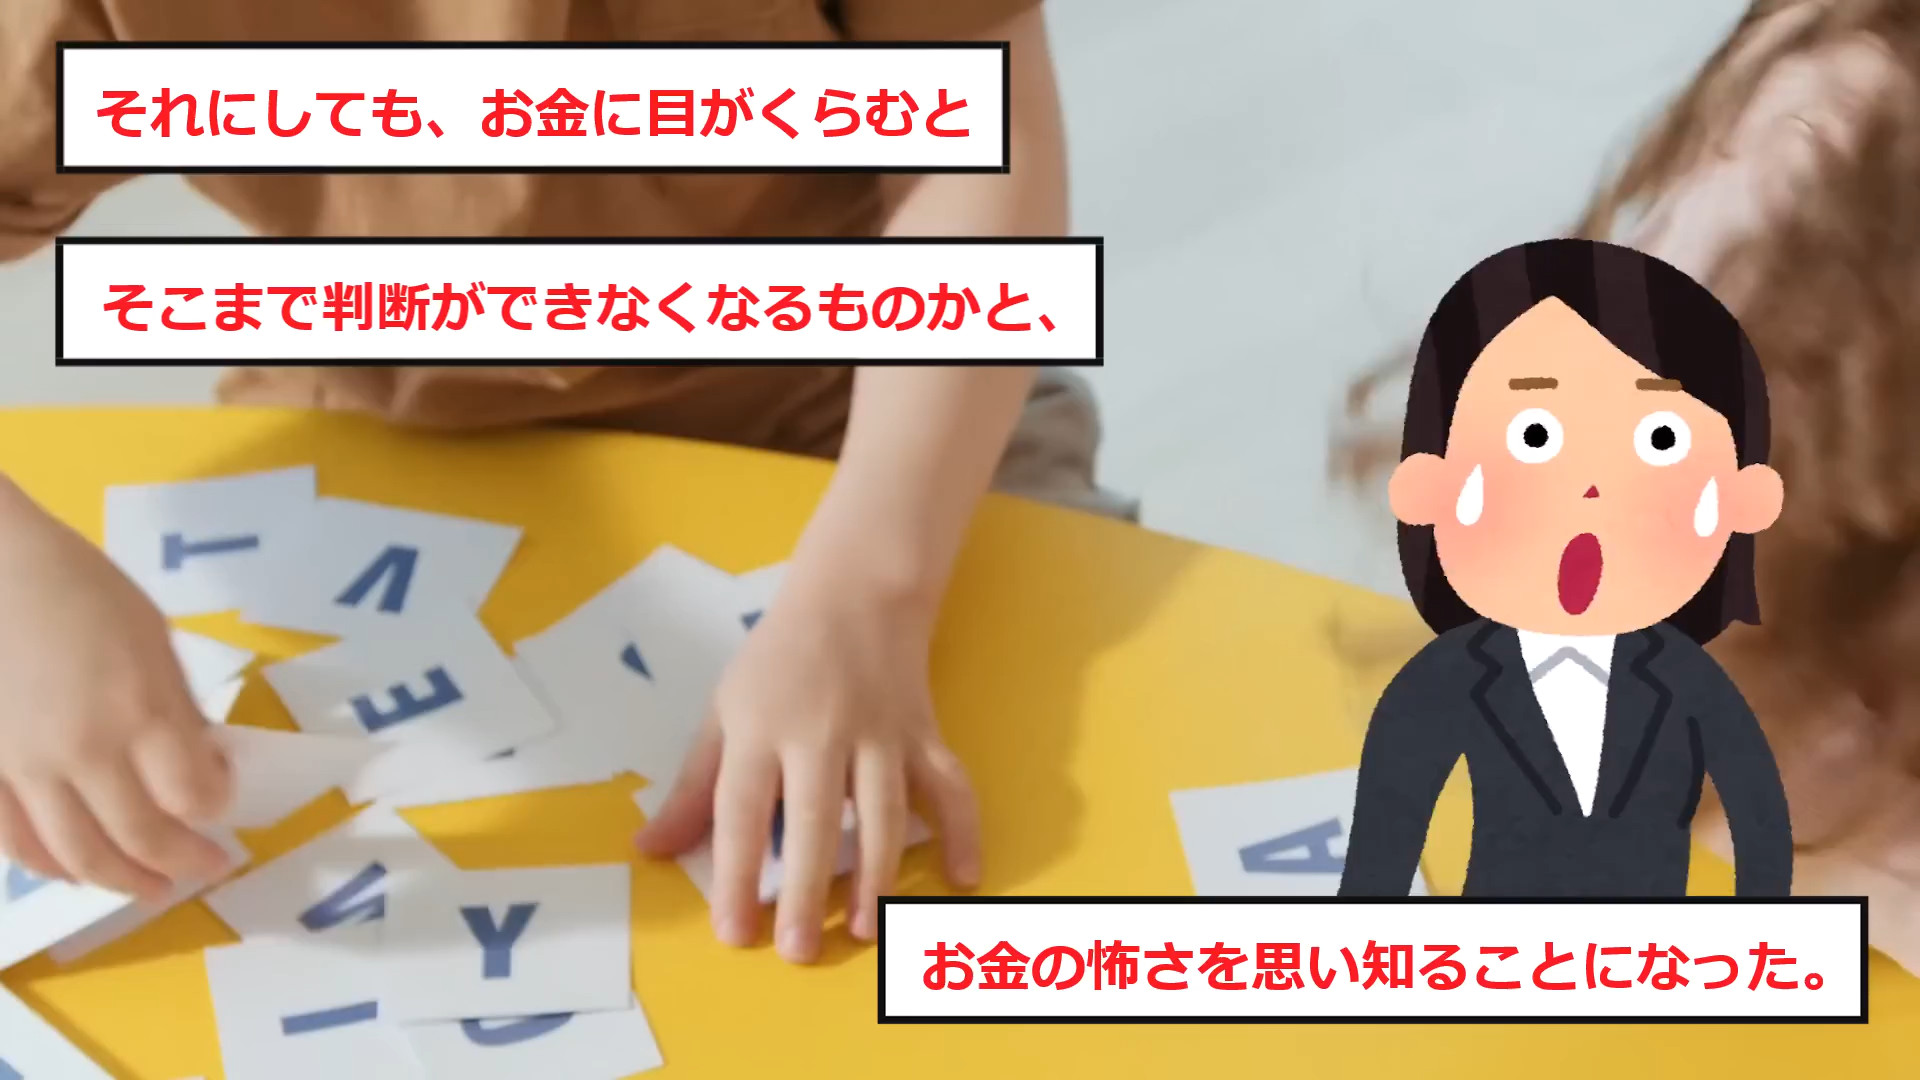 それにしても、お金に目がくらむと
そこまで判断ができなくなるものかと、
I
V
E
A
Y
お金の怖さを思い知ることになった。